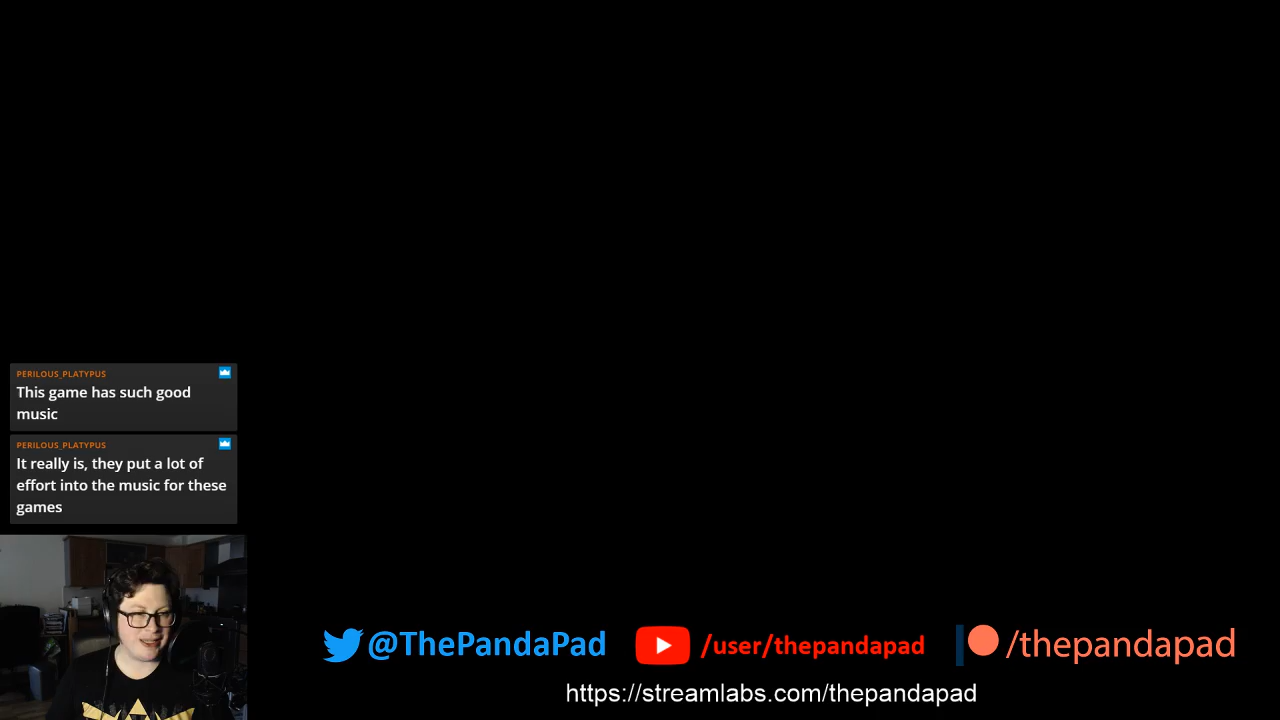 PERILOUS_PLATYPUS
This game has such good
music
PERILOUS_PLATYPUS
It really is, they put a lot of
effort into the music for these
games
@ThePandaPad
/user/thepandapad
/thepandapad
https://streamlabs.com/thepandapad